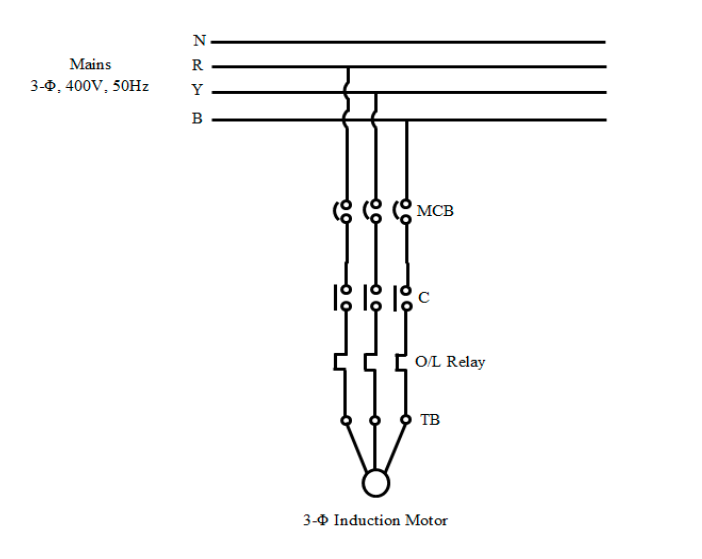 N
Mains
R
3-Φ, 400V, 50Hz
Y
B
MCB
C
O/L Relay
TB
3-Φ Induction Motor